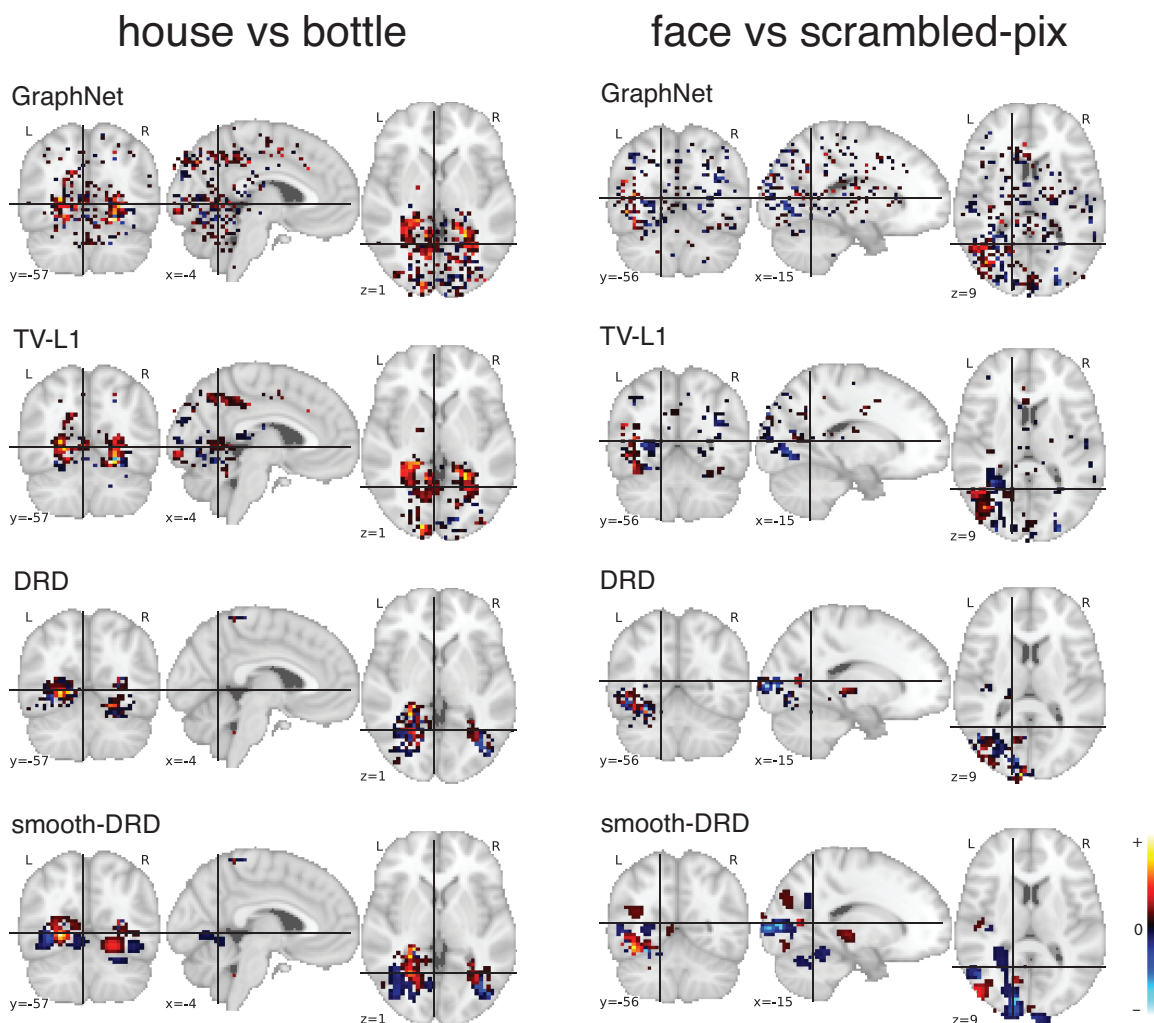 house vs bottle
face vs scrambled-pix
GraphNet
L
R
y=-57
x=-4
z=1
GraphNet
L
R
L
R
y=-56
x=-15
z=9
TV-L1
L
R
L
R
y=-57
x=-4
z=1
TV-L1
L
R
L
R
y=-56
x=-15
z=9
DRD
L
R
L
R
y=-57
x=-4
z=1
DRD
L
R
L
R
y=-56
x=-15
z=9
smooth-DRD
L
R
L
R
y=-57
x=-4
z=1
smooth-DRD
L
R
L
R
y=-56
x=-15
z=9
+
0
−